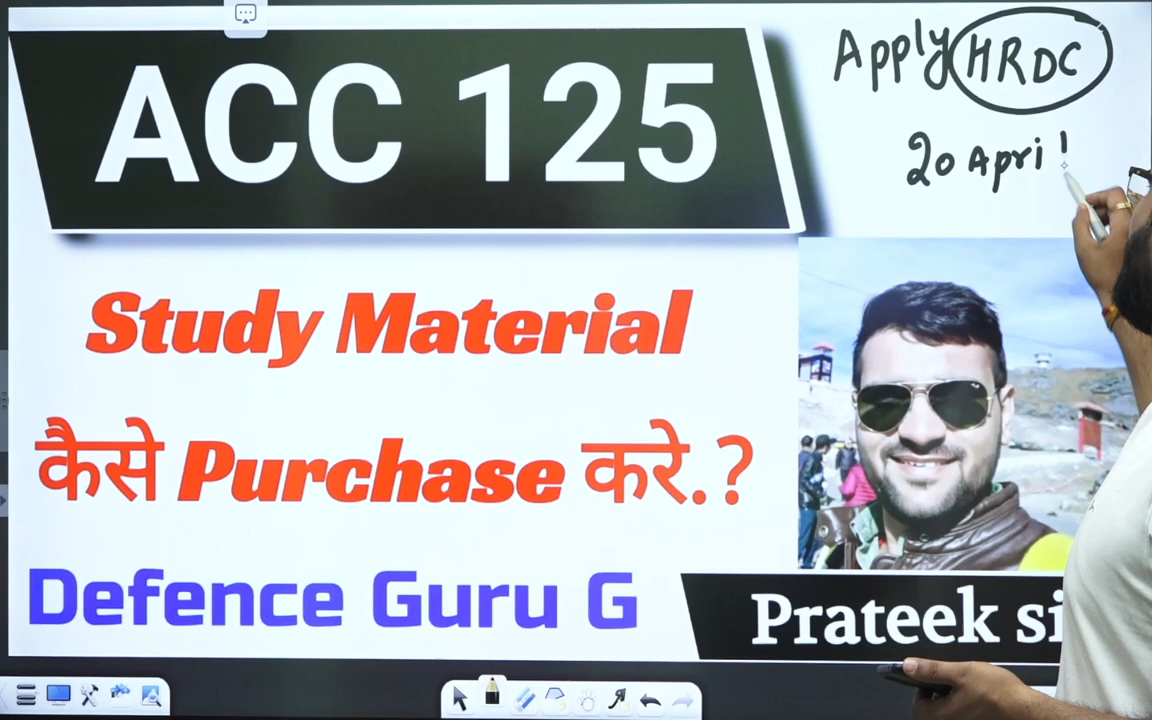 ACC 125
Apply HRDC
20 April
Study Material
कैसे Purchase करे.?
Defence Guru G
Prateek si